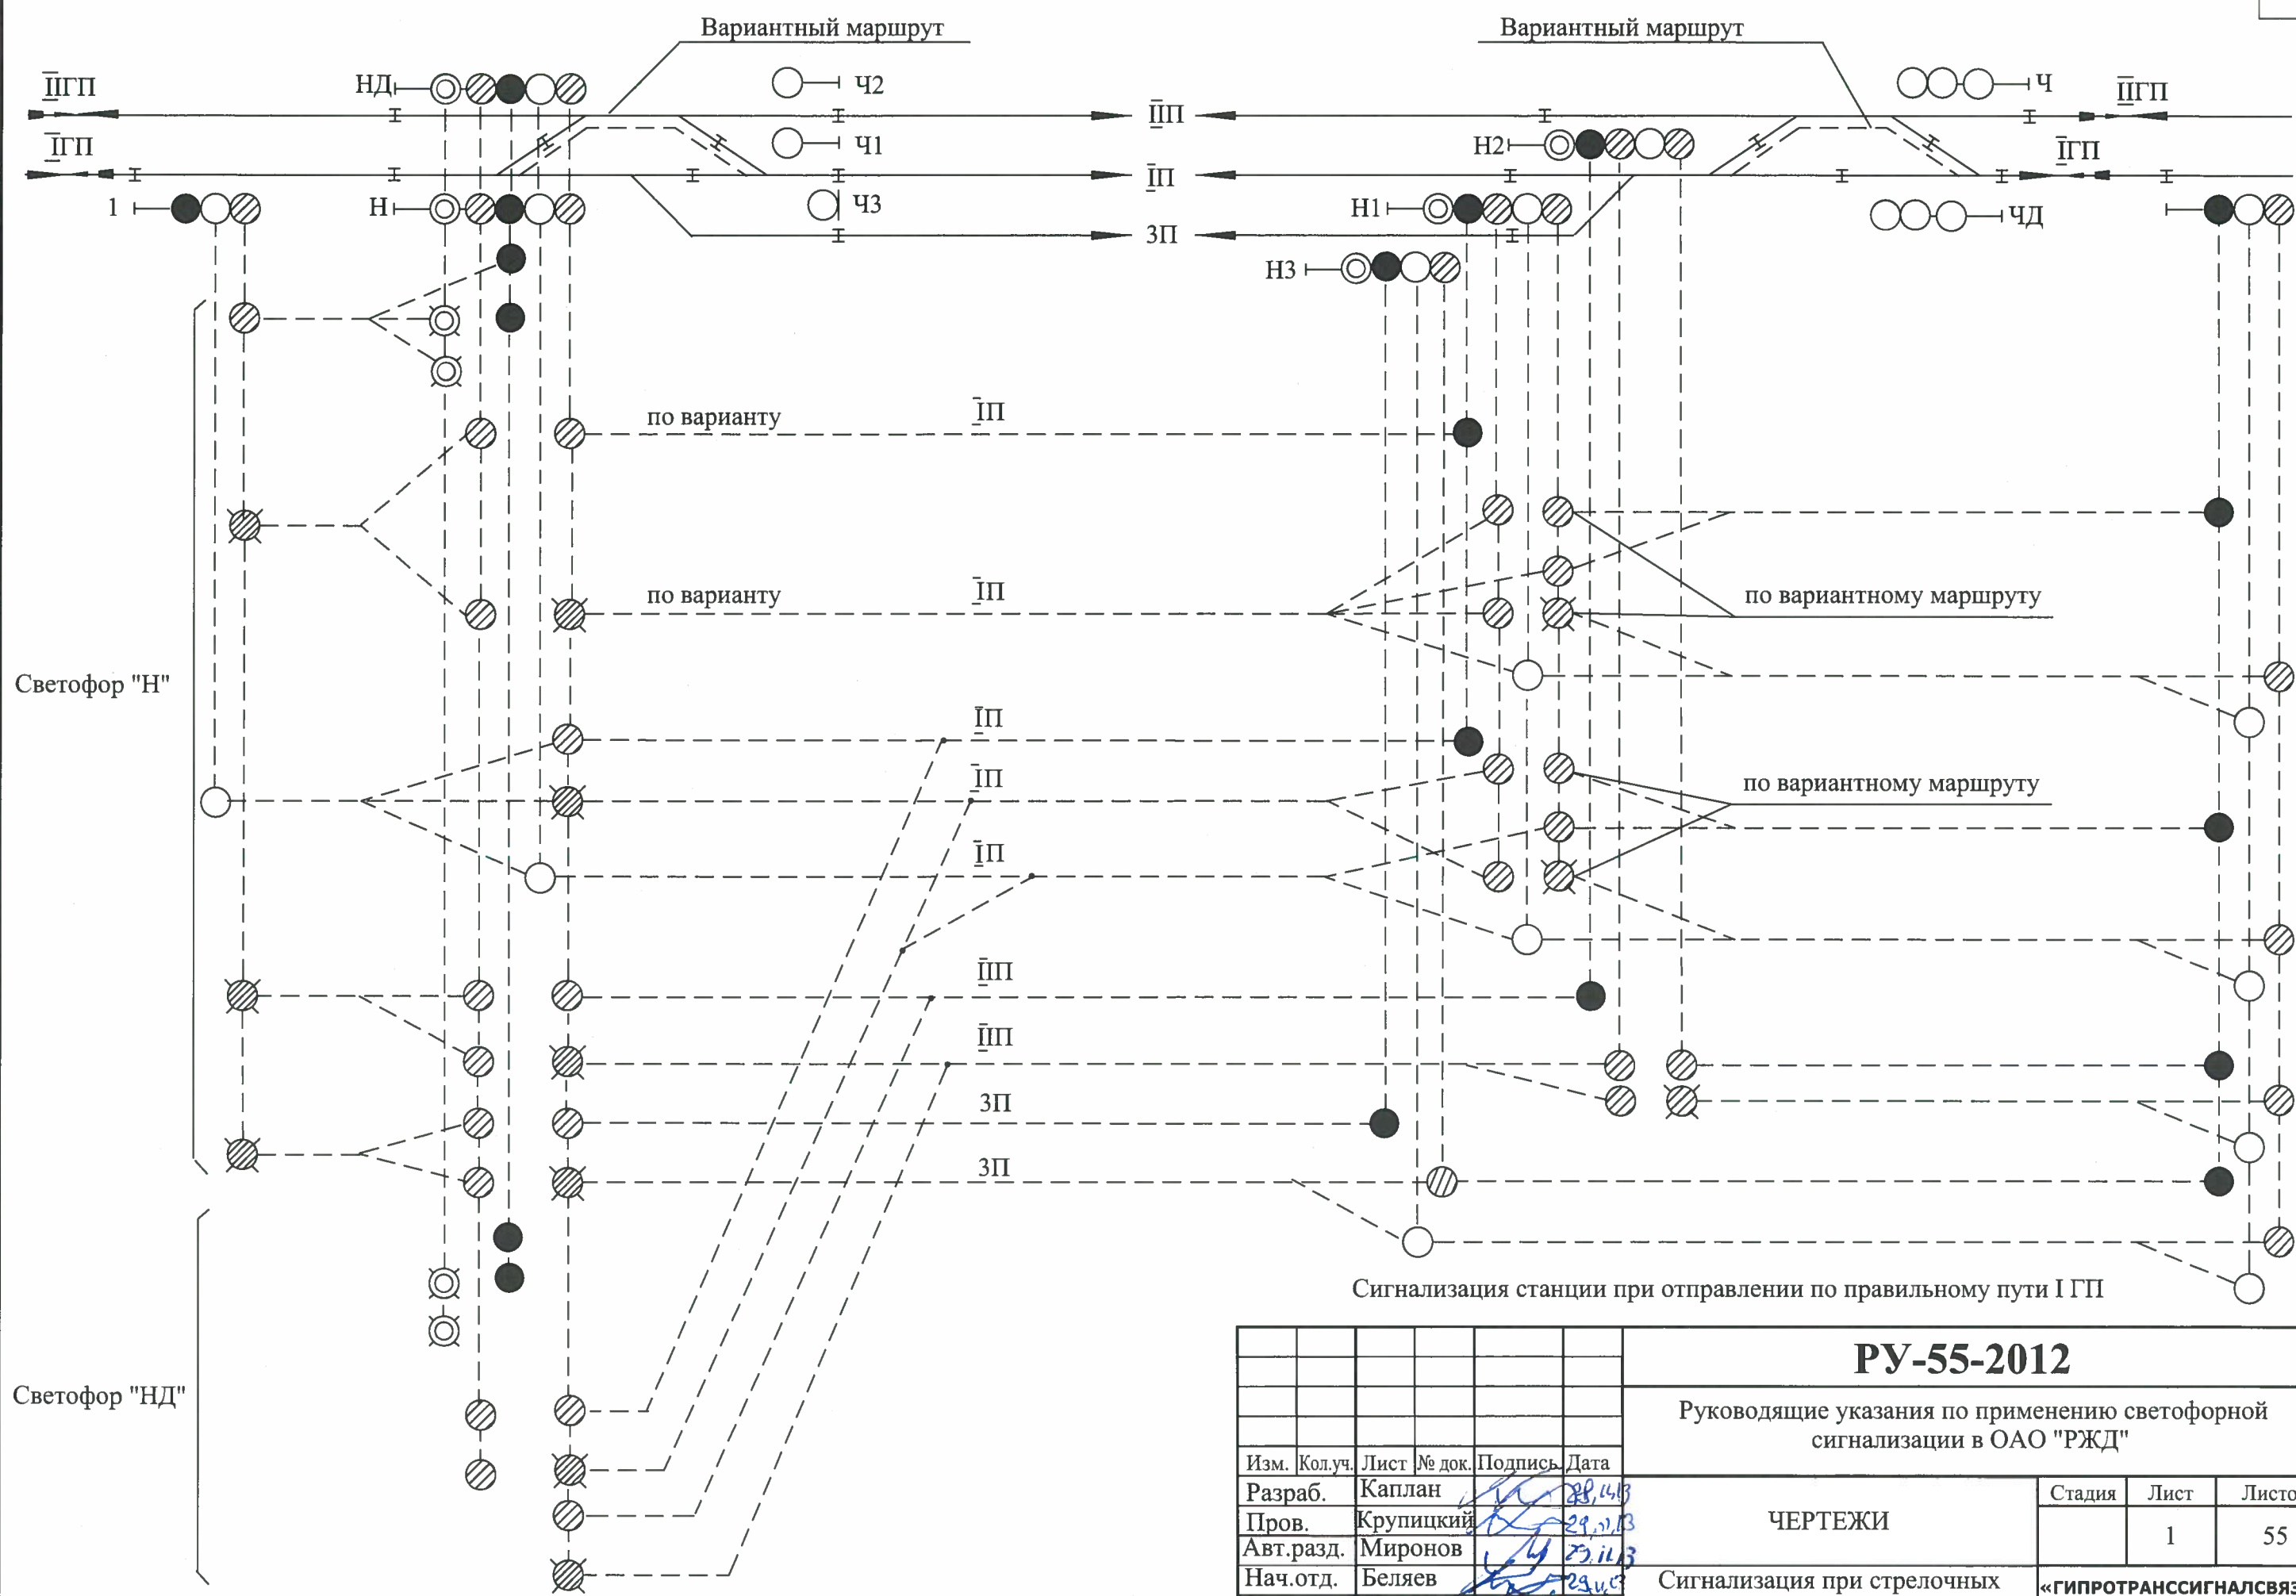 Вариантный маршрут
Вариантный маршрут
IIГП
НД
Ч2
IIП
Ч
IIГП
IГП
Ч1
Н2
IГП
IП
1
Н
Ч3
Н1
ЧД
3П
Н3
по варианту
IП
по варианту
IП
по вариантному маршруту
Светофор "Н"
IП
IП
по вариантному маршруту
IП
IIП
IIП
3П
3П
Сигнализация станции при отправлении по правильному пути I ГП
Светофор "НД"
РУ-55-2012
Руководящие указания по применению светофорной
сигнализации в ОАО "РЖД"
Изм. Кол.уч. Лист № док. Подпись Дата
Разраб. Каплан
Пров. Крупицкий
Авт.разд. Миронов
Нач.отд. Беляев
ЧЕРТЕЖИ
Стадия Лист Листо
1 55
Сигнализация при стрелочных
«ГИПРОТРАНССИГНАЛСВЯЗ